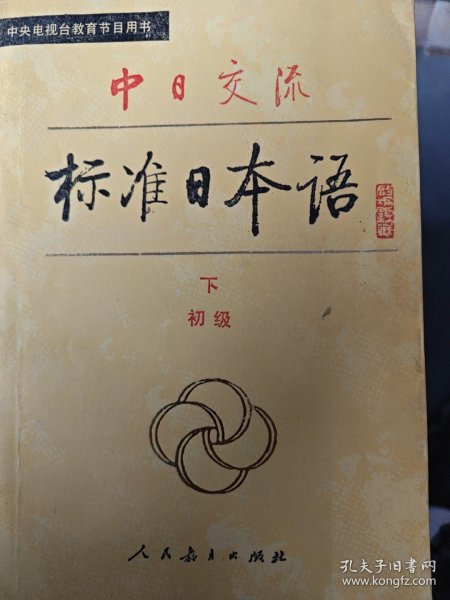 中央电视台教育节目用书
中日交流
标准日本语
下
初级
人民教育出版社
孔夫子旧书网
www.kongfz.com